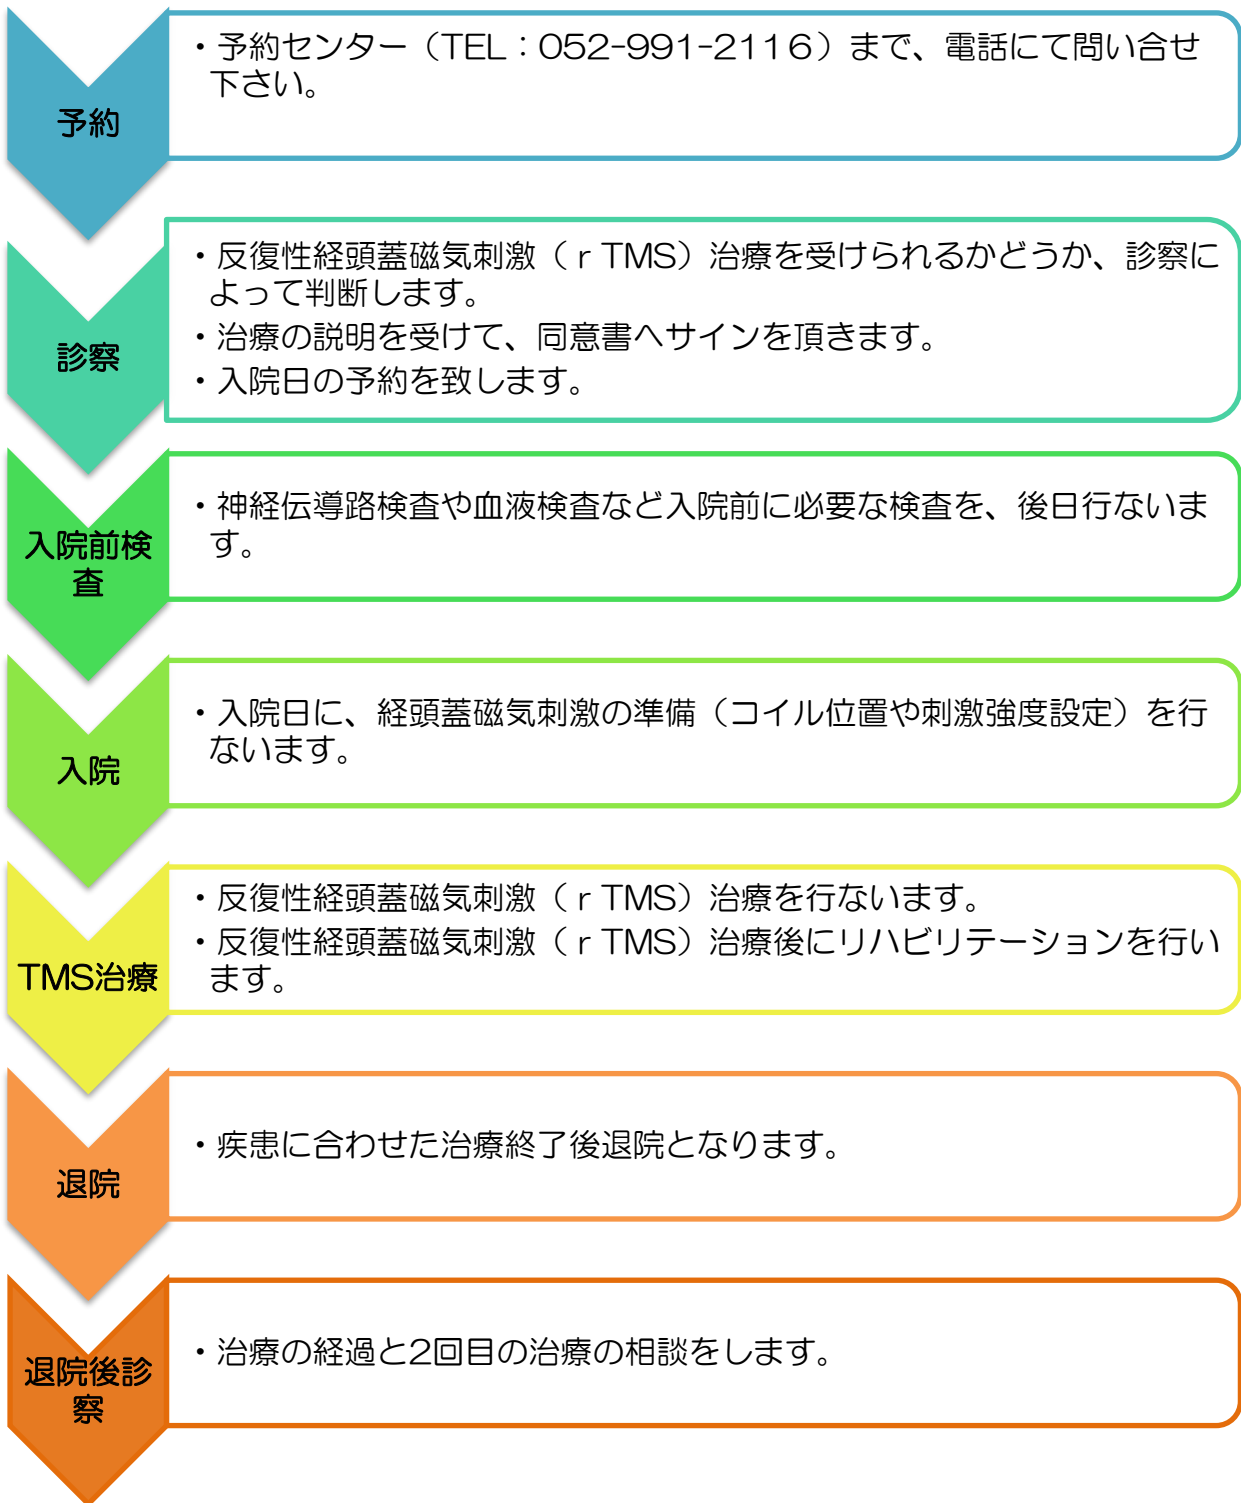 予約
・予約センター（TEL：052-991-2116）まで、電話にて問い合せ
下さい。
診察
・反復性経頭蓋磁気刺激（ｒTMS）治療を受けられるかどうか、診察に
よって判断します。
・治療の説明を受けて、同意書へサインを頂きます。
・入院日の予約を致します。
入院前検
査
・神経伝導路検査や血液検査など入院前に必要な検査を、後日行ないま
す。
入院
・入院日に、経頭蓋磁気刺激の準備（コイル位置や刺激強度設定）を行
ないます。
TMS治療
・反復性経頭蓋磁気刺激（ｒTMS）治療を行ないます。
・反復性経頭蓋磁気刺激（ｒTMS）治療後にリハビリテーションを行い
ます。
退院
・疾患に合わせた治療終了後退院となります。
退院後診
察
・治療の経過と2回目の治療の相談をします。